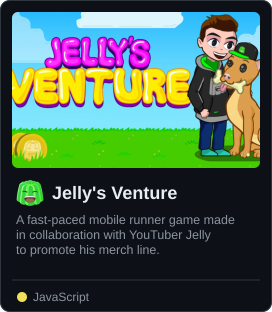 JELLY'S
VENTURE
Jelly's Venture
A fast-paced mobile runner game made
in collaboration with YouTuber Jelly
to promote his merch line.
JavaScript